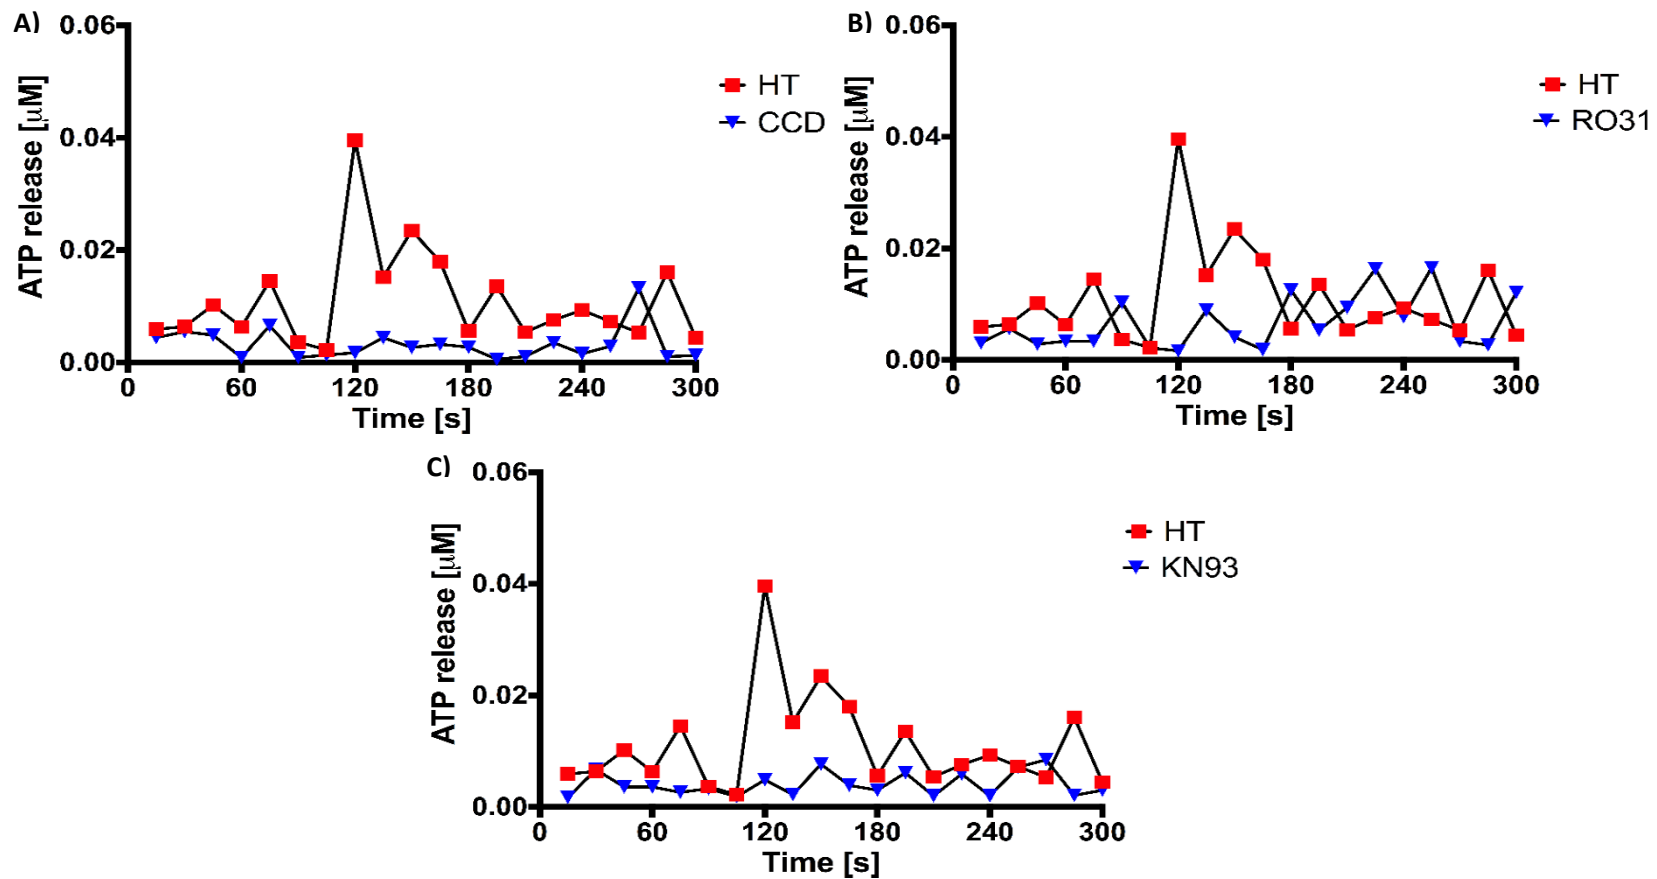 A)
0.06
0.04
0.02
0.00
ATP release [μM]
0 60 120 180 240 300
Time [s]
HT
CCD
B)
0.06
0.04
0.02
0.00
ATP release [μM]
0 60 120 180 240 300
Time [s]
HT
RO31
C)
0.06
0.04
0.02
0.00
ATP release [μM]
0 60 120 180 240 300
Time [s]
HT
KN93